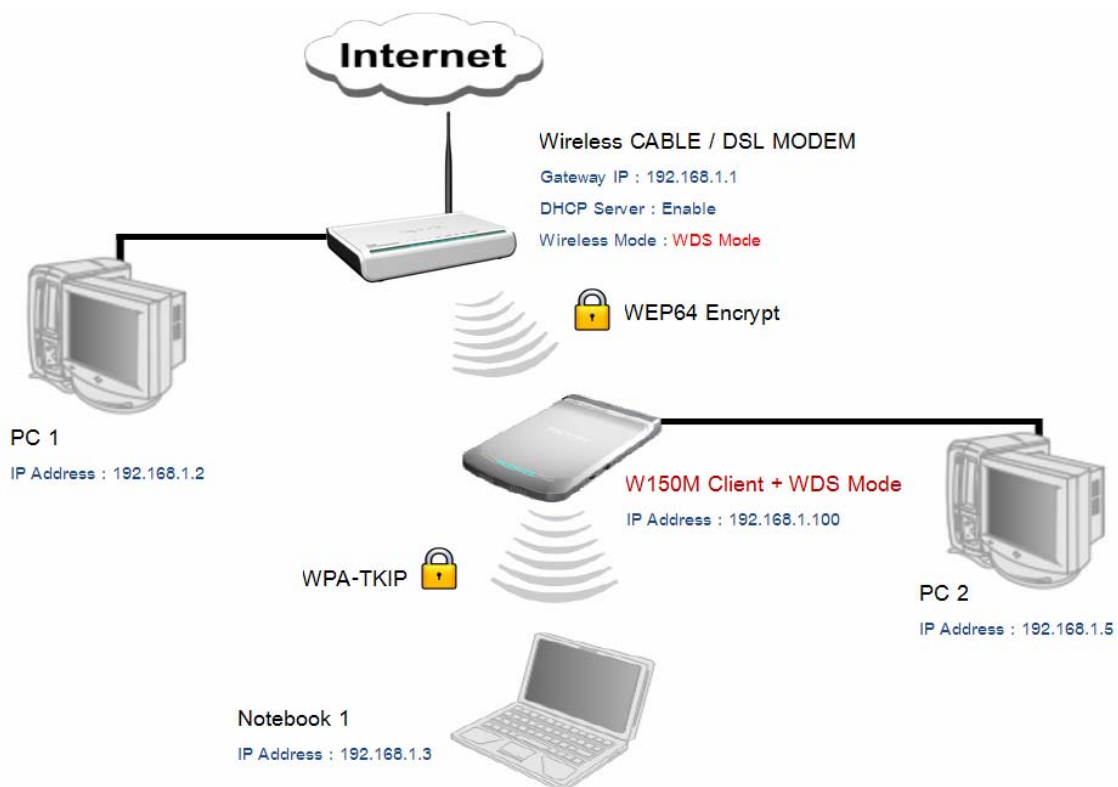 Internet
Wireless CABLE / DSL MODEM
Gateway IP : 192.168.1.1
DHCP Server : Enable
Wireless Mode : WDS Mode
WEP64 Encrypt
PC 1
IP Address : 192.168.1.2
W150M Client + WDS Mode
IP Address : 192.168.1.100
WPA-TKIP
PC 2
IP Address : 192.168.1.5
Notebook 1
IP Address : 192.168.1.3